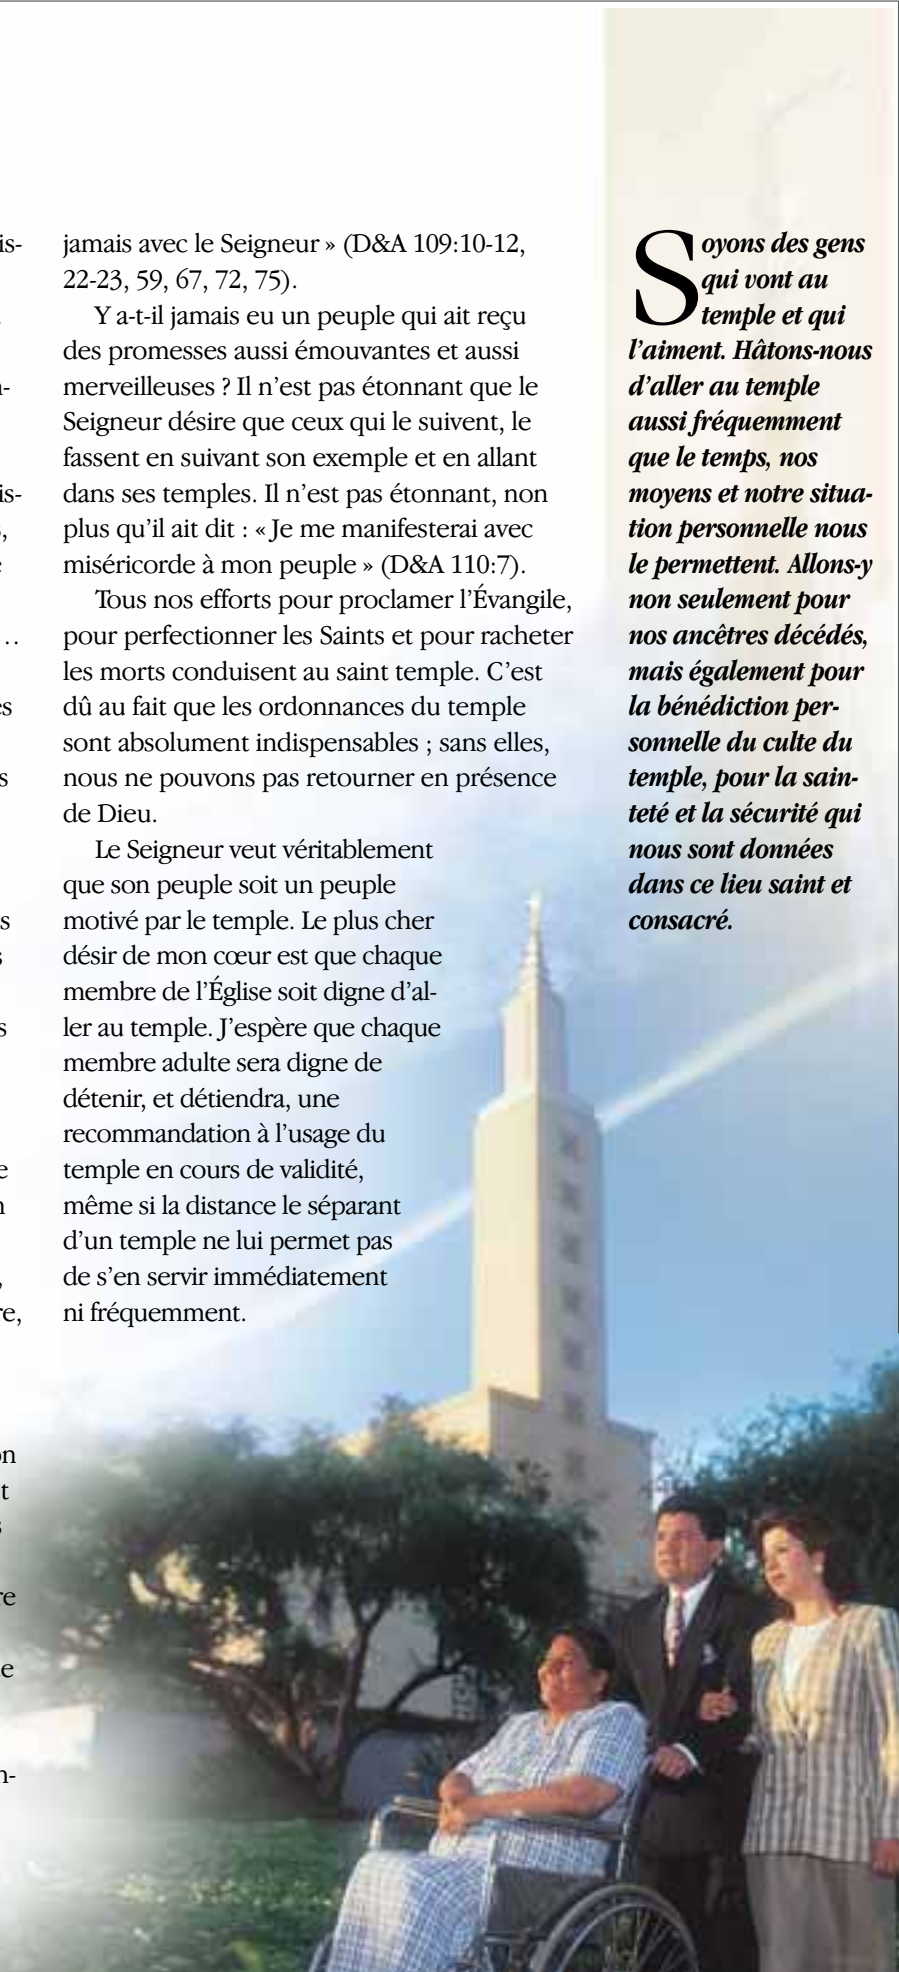 jamais avec le Seigneur » (D&A 109:10-12,
22-23, 59, 67, 72, 75).
Y a-t-il jamais eu un peuple qui ait reçu
des promesses aussi émouvantes et aussi
merveilleuses ? Il n’est pas étonnant que le
Seigneur désire que ceux qui le suivent, le
fassent en suivant son exemple et en allant
dans ses temples. Il n’est pas étonnant, non
plus qu’il ait dit : « Je me manifesterai avec
miséricorde à mon peuple » (D&A 110:7).
Tous nos efforts pour proclamer l’Évangile,
pour perfectionner les Saints et pour racheter
les morts conduisent au saint temple. C’est
dû au fait que les ordonnances du temple
sont absolument indispensables ; sans elles,
nous ne pouvons pas retourner en présence
de Dieu.
Le Seigneur veut véritablement
que son peuple soit un peuple
motivé par le temple. Le plus cher
désir de mon cœur est que chaque
membre de l’Église soit digne d’al-
ler au temple. J’espère que chaque
membre adulte sera digne de
détenir, et détiendra, une
recommandation à l’usage du
temple en cours de validité,
même si la distance le séparant
d’un temple ne lui permet pas
de s’en servir immédiatement
ni fréquemment.
Soyons des gens
qui vont au
temple et qui
l’aiment. Hâtons-nous
d’aller au temple
aussi fréquemment
que le temps, nos
moyens et notre situa-
tion personnelle nous
le permettent. Allons-y
non seulement pour
nos ancêtres décédés,
mais également pour
la bénédiction per-
sonnelle du culte du
temple, pour la sain-
teté et la sécurité qui
nous sont données
dans ce lieu saint et
consacré.